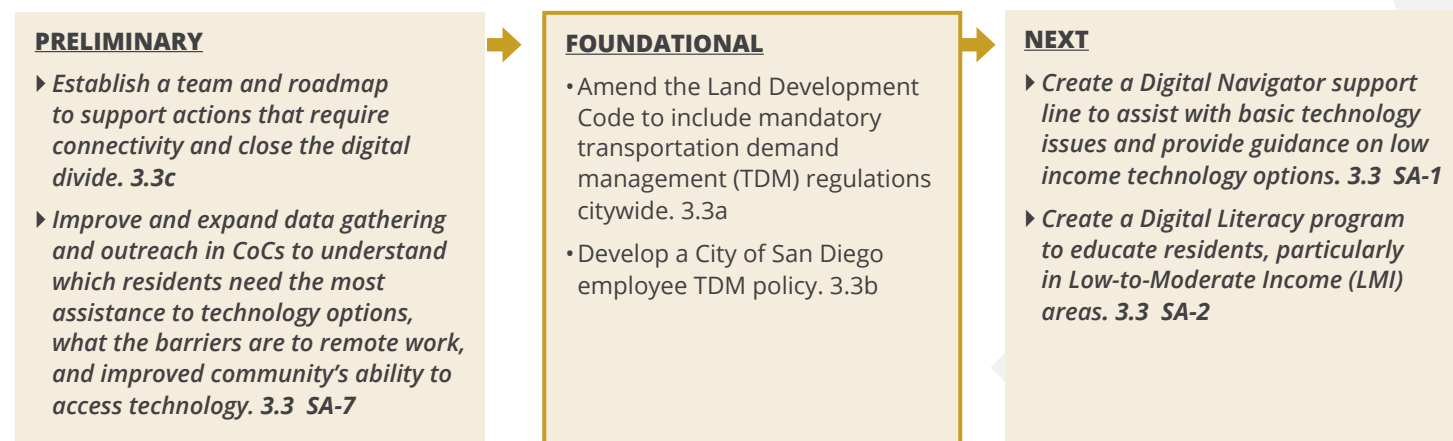 PRELIMINARY
Establish a team and roadmap
to support actions that require
connectivity and close the digital
divide. 3.3c
Improve and expand data gathering
and outreach in CoCs to understand
which residents need the most
assistance to technology options,
what the barriers are to remote work,
and improved community's ability to
access technology. 3.3 SA-7
FOUNDATIONAL
• Amend the Land Development
Code to include mandatory
transportation demand
management (TDM) regulations
citywide. 3.3a
• Develop a City of San Diego
employee TDM policy. 3.3b
NEXT
Create a Digital Navigator support
line to assist with basic technology
issues and provide guidance on low
income technology options. 3.3 SA-1
Create a Digital Literacy program
to educate residents, particularly
in Low-to-Moderate Income (LMI)
areas. 3.3 SA-2